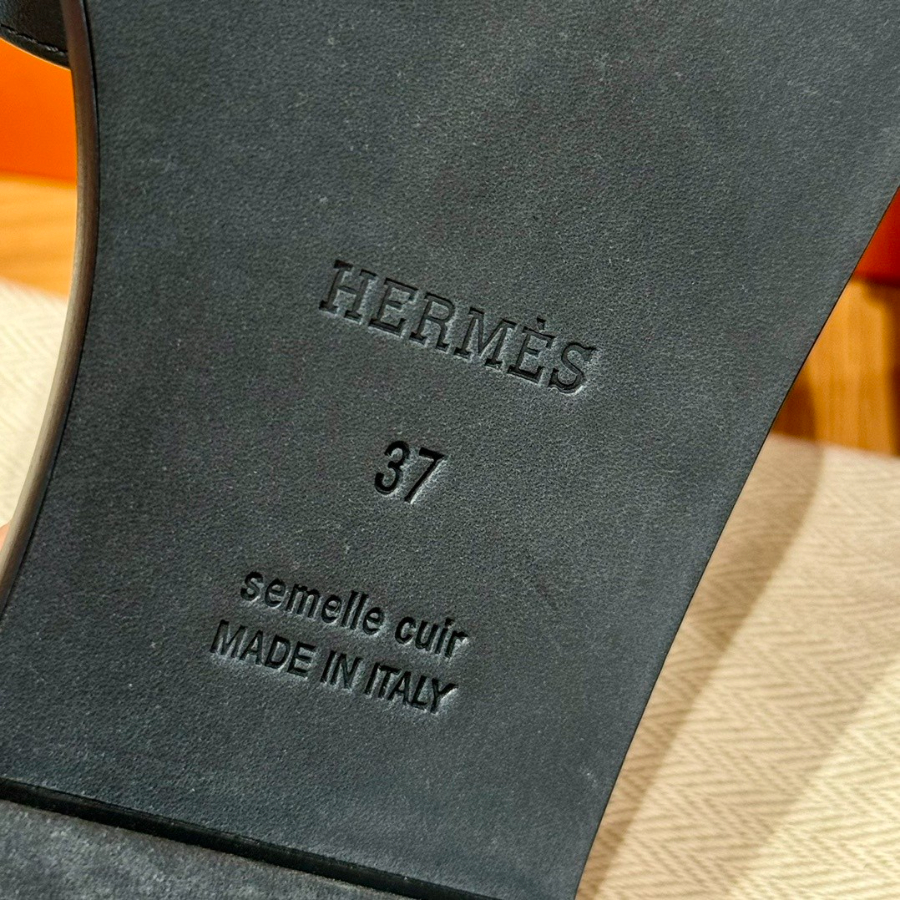 HERMÈS
37
semelle cuir
MADE IN ITALY